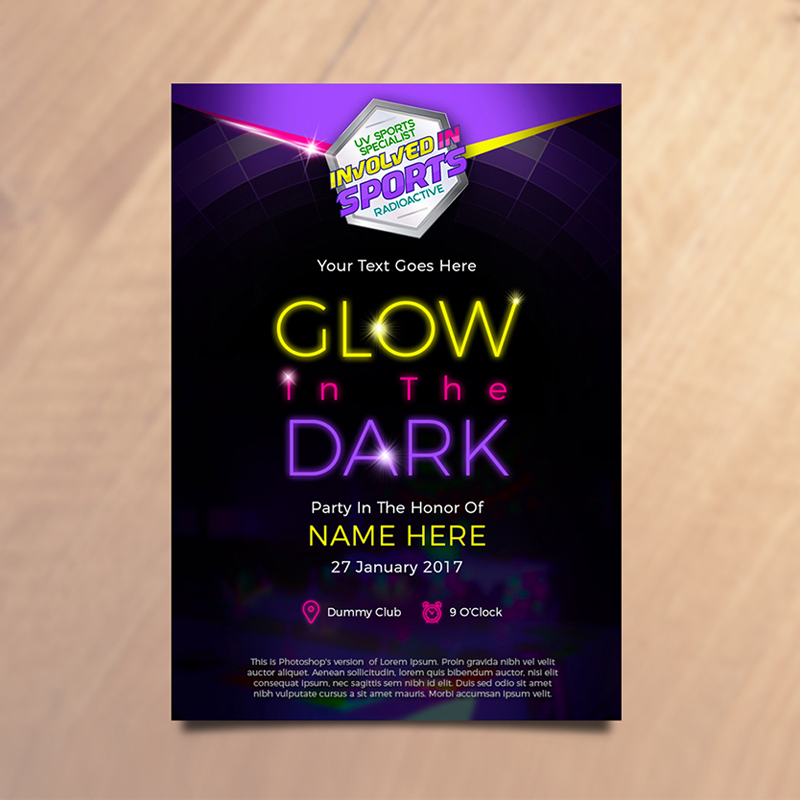 UV SPORTS
SPECIALIST
INVOLVED IN
SPORTS
RADIOACTIVE
Your Text Goes Here
GLOW
in The
DARK
Party In The Honor Of
NAME HERE
27 January 2017
Dummy Club 9 O'Clock
This is Photoshop's version of Lorem Ipsum. Proin gravida nibh vel velit
auctor aliquet. Aenean sollicitudin, lorem quis bibendum auctor, nisi elit
consequat ipsum, nec sagittis sem nibh id elit. Duis sed odio sit amet
nibh vulputate cursus a sit amet mauris. Morbi accumsan ipsum velit.